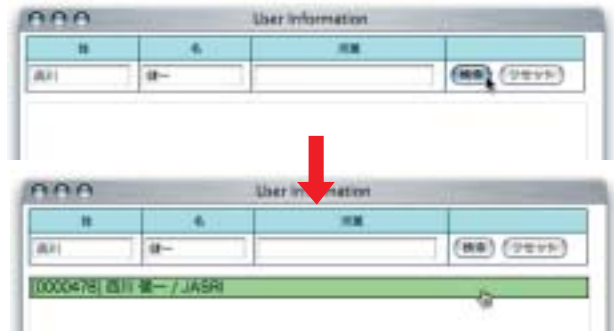 User Information
姓 名 所属
西川 健一 検索 リセット
User Information
姓 名 所属
西川 健一 検索 リセット
[0000476] 西川 健一 / JASRI